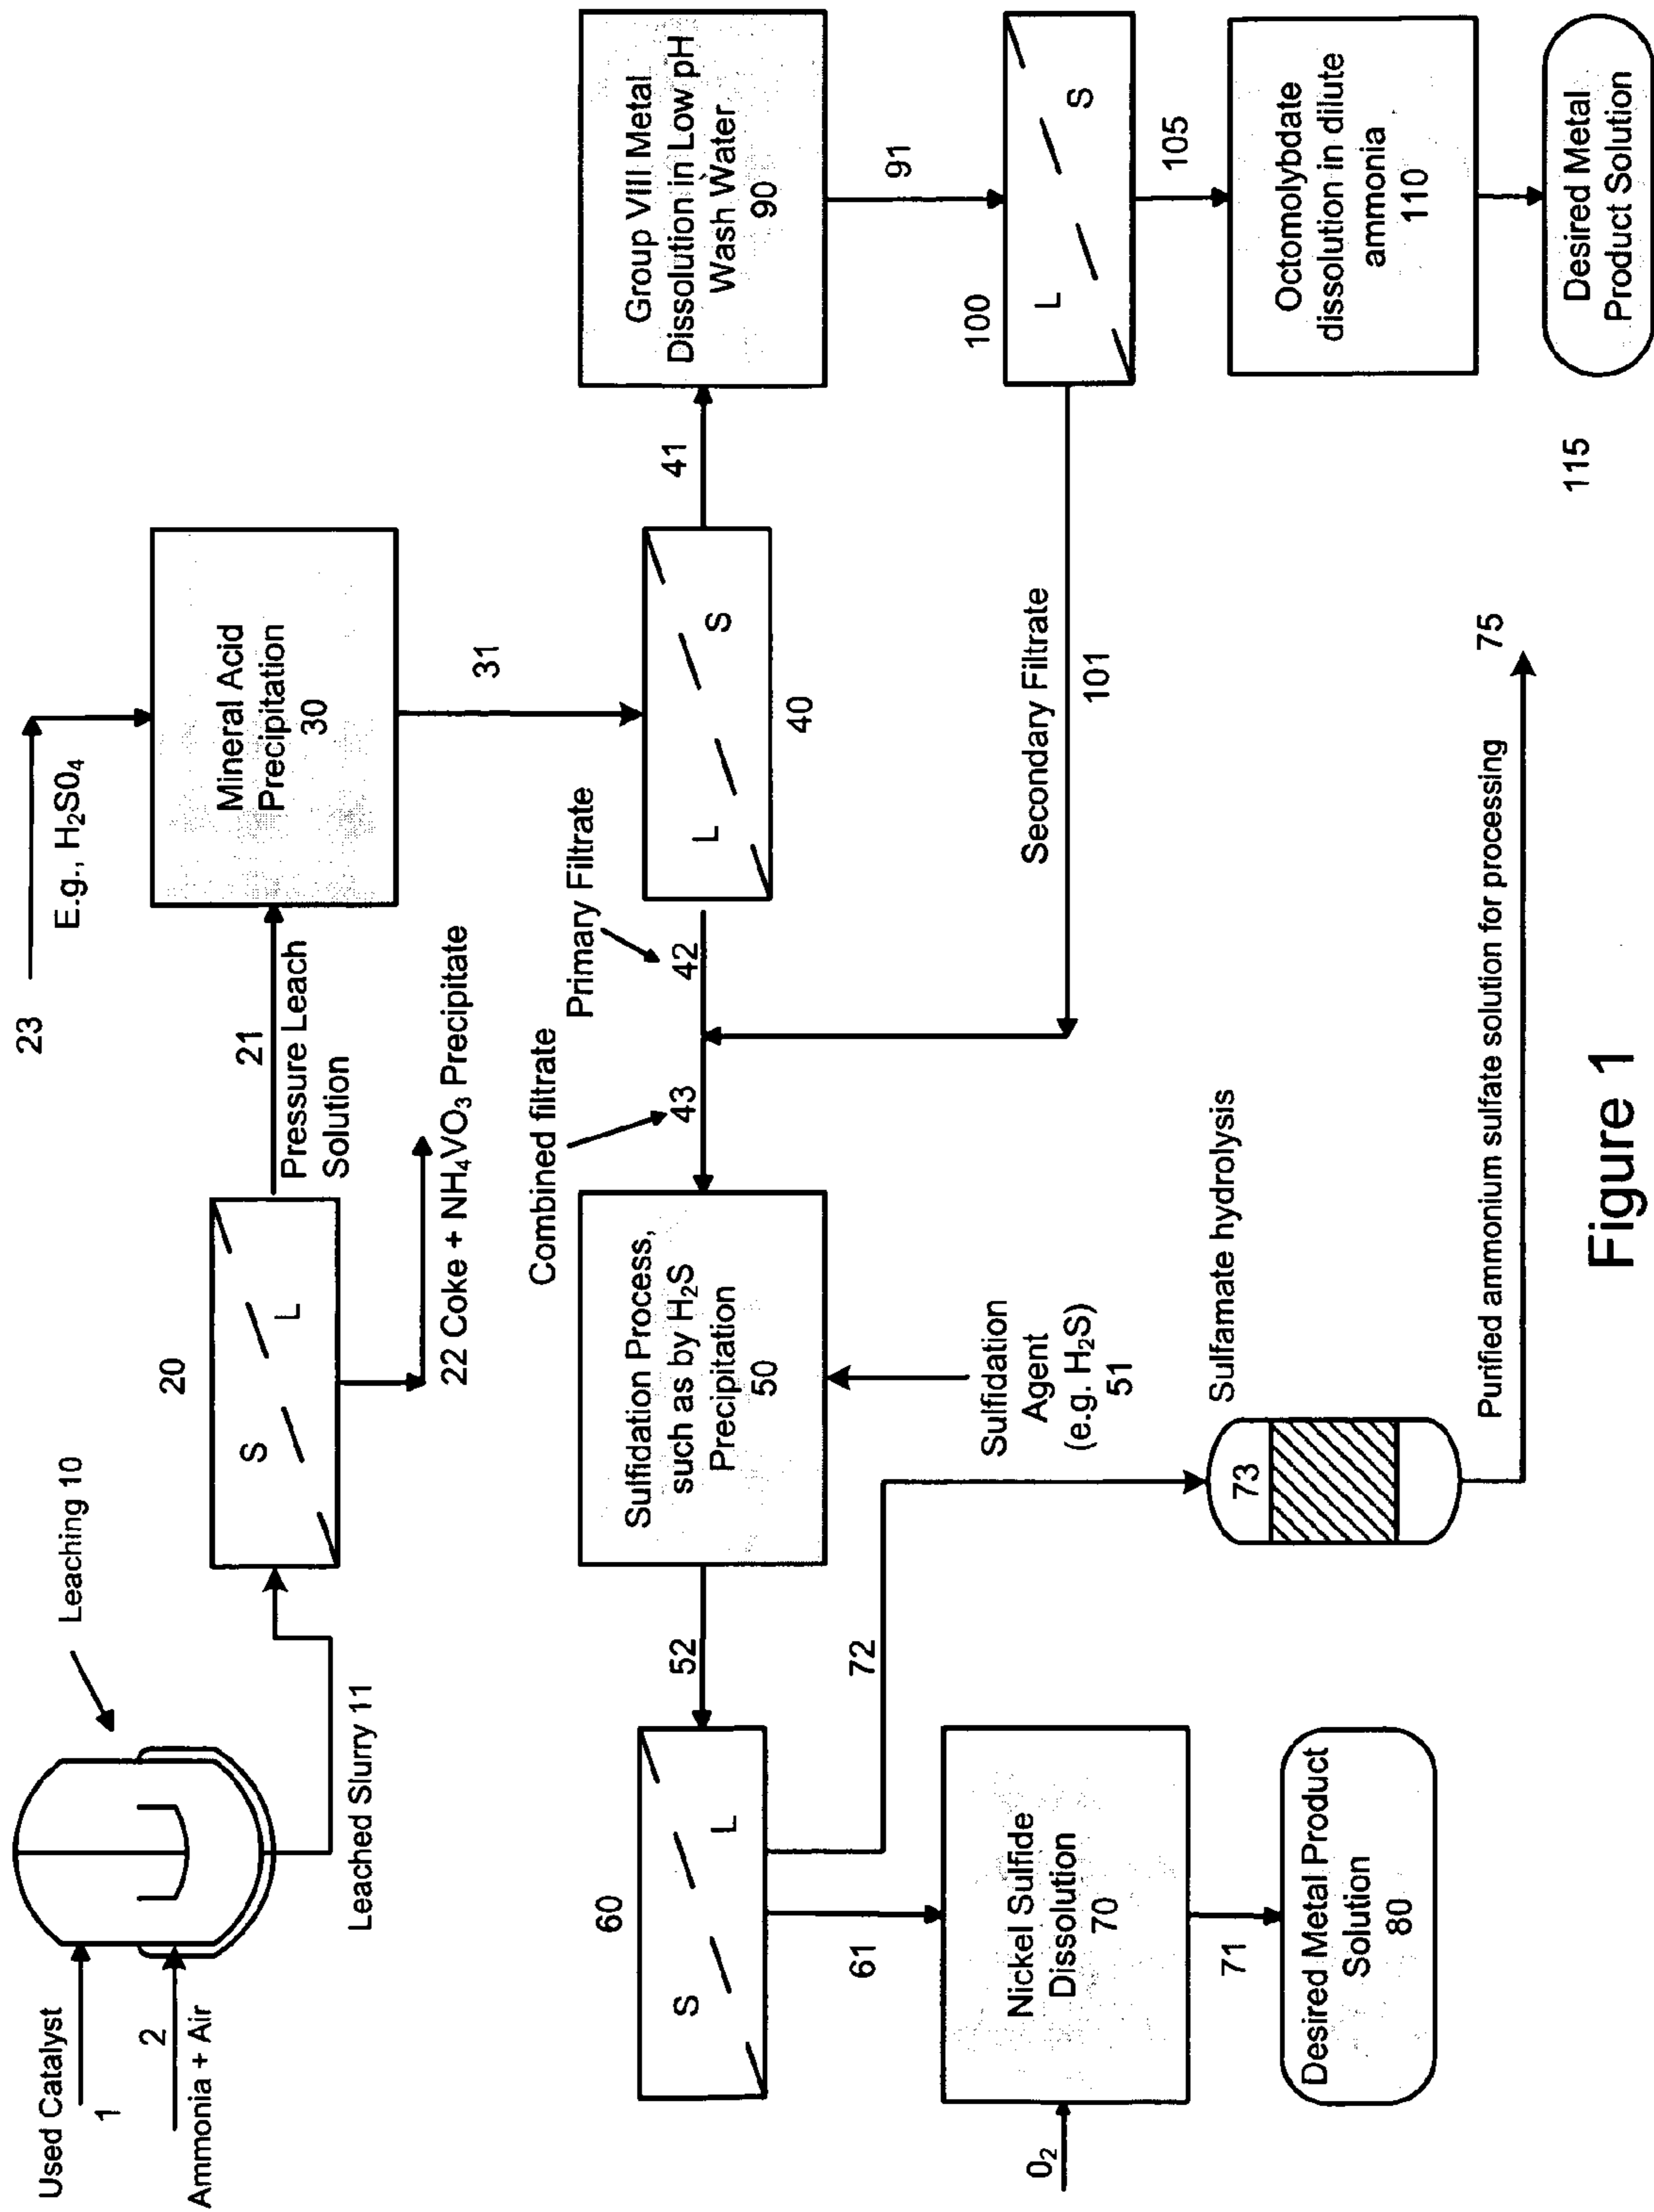 23
E.g., H₂SO₄
Mineral Acid
Precipitation
30
Used Catalyst
1
2
Ammonia + Air
Leaching 10
Leached Slurry 11
20
S
L
21
Pressure Leach
Solution
22 Coke + NH₄VO₃ Precipitate
31
L
S
40
41
Group VIII Metal
Dissolution in Low pH
Wash Water
90
91
100
L
S
105
Octomolybdate
dissolution in dilute
ammonia
110
115
Desired Metal
Product Solution
Primary Filtrate
42
Secondary Filtrate
101
Combined filtrate
43
Sulfidation Process,
such as by H₂S
Precipitation
50
Sulfidation
Agent
(e.g. H₂S)
51
52
60
S
L
61
72
O₂
Nickel Sulfide
Dissolution
70
71
Desired Metal Product
Solution
80
73
Sulfamate hydrolysis
Purified ammonium sulfate solution for processing
75
Figure 1